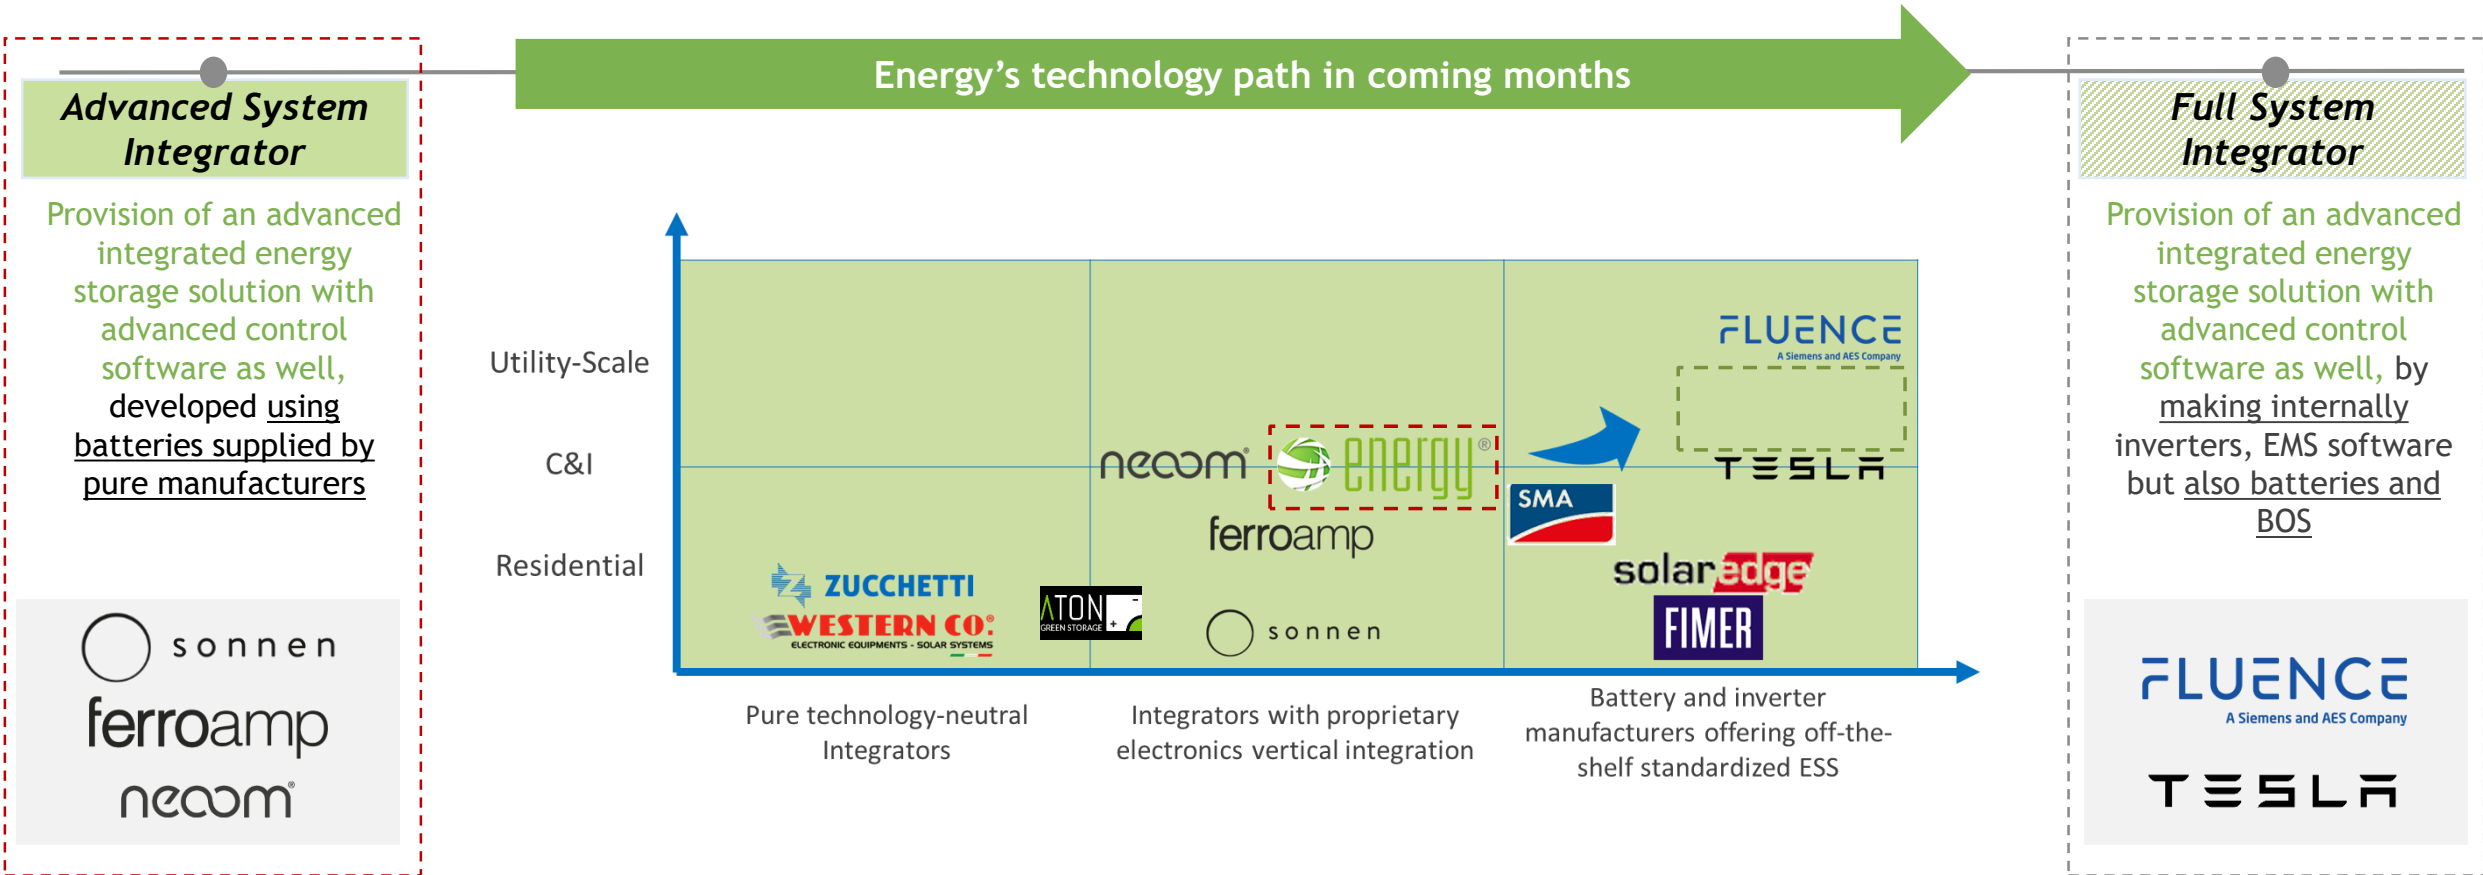 Energy’s technology path in coming months
Advanced System
Integrator
Provision of an advanced
integrated energy
storage solution with
advanced control
software as well,
developed using
batteries supplied by
pure manufacturers
sonnen
ferroamp
neoom®
Utility-Scale
C&I
Residential
FLUENCE
A Siemens and AES Company
neoom®
energy®
TESLA
SMA
ferroamp
ZUCCHETTI
WESTERN CO.®
ELECTRONIC EQUIPMENTS - SOLAR SYSTEMS
ATON
GREEN STORAGE
- +
sonnen
solaredge
FIMER
Pure technology-neutral
Integrators
Integrators with proprietary
electronics vertical integration
Battery and inverter
manufacturers offering off-the-
shelf standardized ESS
Full System
Integrator
Provision of an advanced
integrated energy
storage solution with
advanced control
software as well, by
making internally
inverters, EMS software
but also batteries and
BOS
FLUENCE
A Siemens and AES Company
TESLA